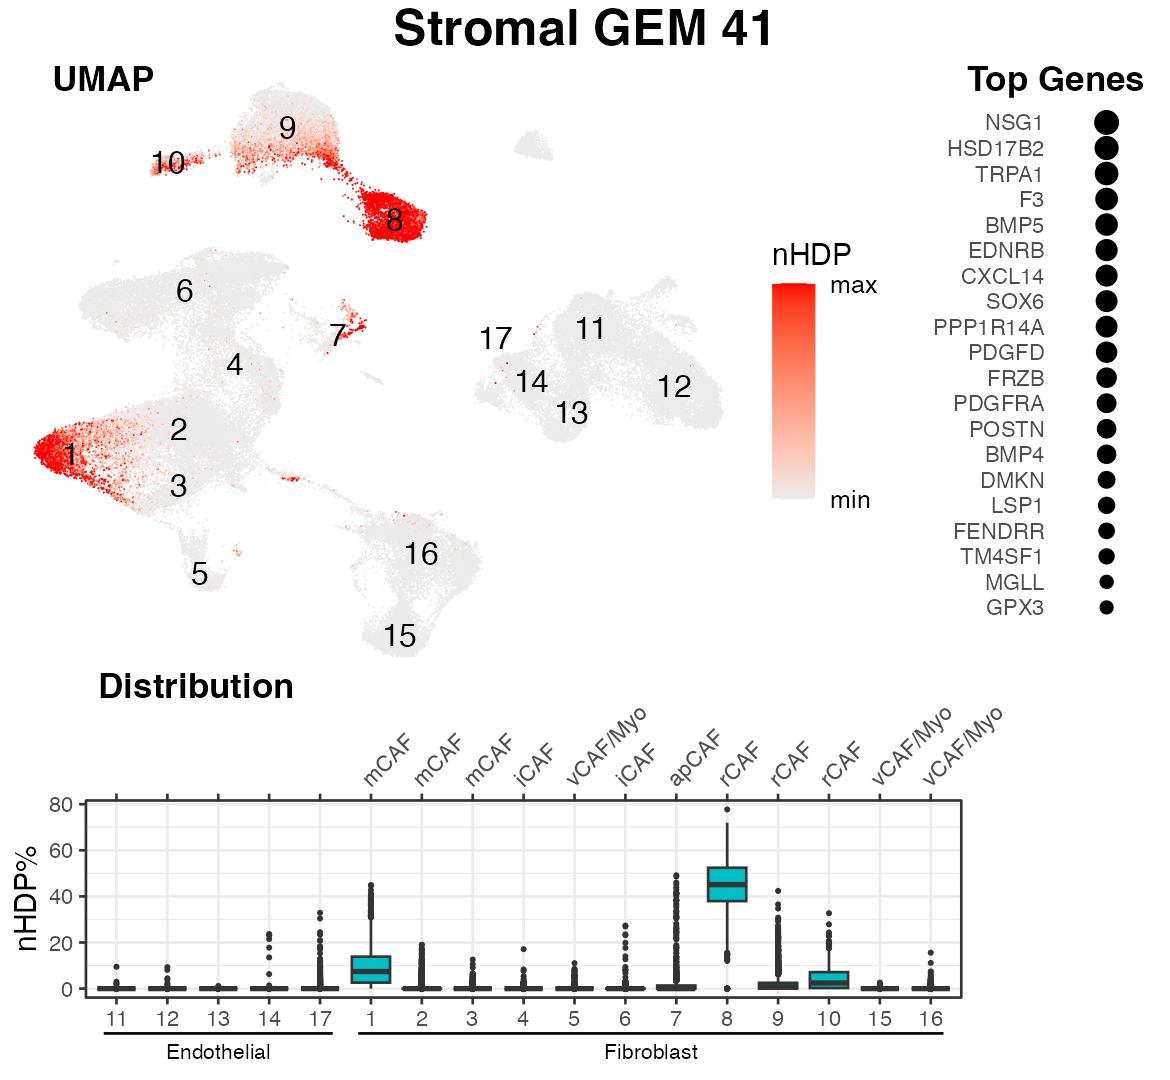 Stromal GEM 41
UMAP
Top Genes
9
10
8
6
7
4
2
1
3
5
16
15
17
11
14
12
13
nHDP
max
min
NSG1
HSD17B2
TRPA1
F3
BMP5
EDNRB
CXCL14
SOX6
PPP1R14A
PDGFD
FRZB
PDGFRA
POSTN
BMP4
DMKN
LSP1
FENDRR
TM4SF1
MGLL
GPX3
Distribution
mCAF
mCAF
mCAF
iCAF
vCAF/Myo
iCAF
apCAF
rCAF
rCAF
rCAF
vCAF/Myo
vCAF/Myo
nHDP%
80
60
40
20
0
11 12 13 14 17 1 2 3 4 5 6 7 8 9 10 15 16
Endothelial Fibroblast